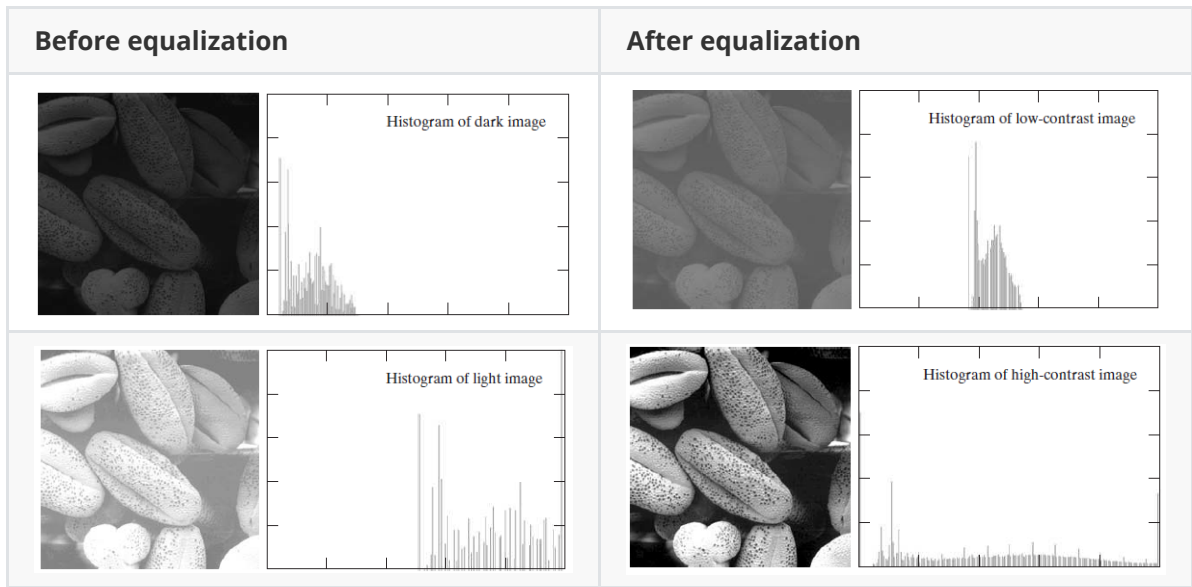 Before equalization
After equalization
Histogram of dark image
Histogram of low-contrast image
Histogram of light image
Histogram of high-contrast image